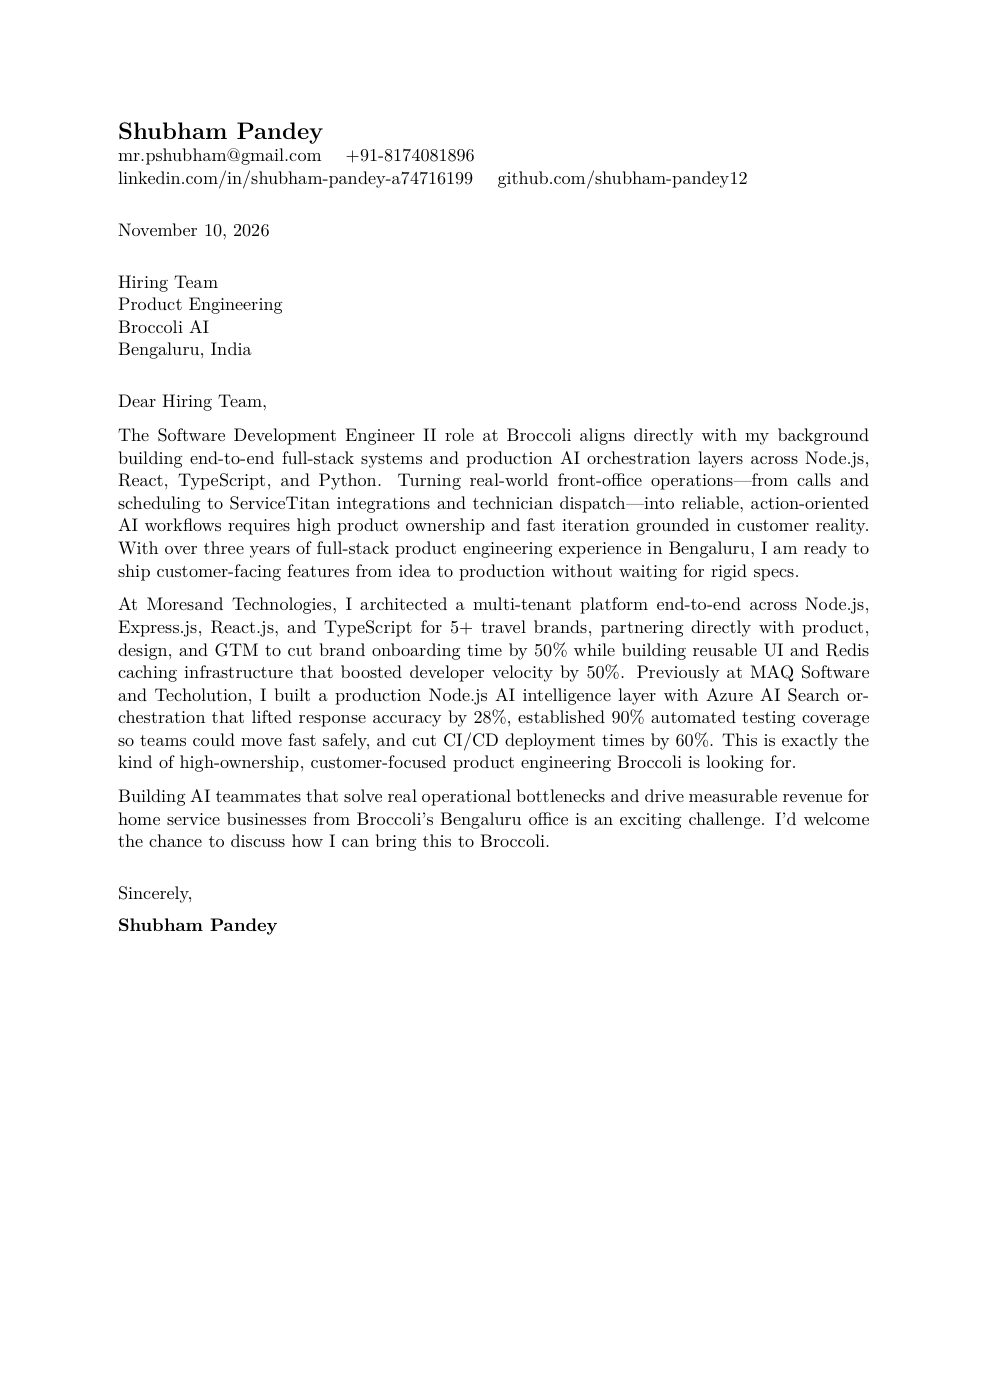 Shubham Pandey
mr.pshubham@gmail.com +91-8174081896
linkedin.com/in/shubham-pandey-a74716199 github.com/shubham-pandey12
November 10, 2026
Hiring Team
Product Engineering
Broccoli AI
Bengaluru, India
Dear Hiring Team,
The Software Development Engineer II role at Broccoli aligns directly with my background
building end-to-end full-stack systems and production AI orchestration layers across Node.js,
React, TypeScript, and Python. Turning real-world front-office operations—from calls and
scheduling to ServiceTitan integrations and technician dispatch—into reliable, action-oriented
AI workflows requires high product ownership and fast iteration grounded in customer reality.
With over three years of full-stack product engineering experience in Bengaluru, I am ready to
ship customer-facing features from idea to production without waiting for rigid specs.
At Moresand Technologies, I architected a multi-tenant platform end-to-end across Node.js,
Express.js, React.js, and TypeScript for 5+ travel brands, partnering directly with product,
design, and GTM to cut brand onboarding time by 50% while building reusable UI and Redis
caching infrastructure that boosted developer velocity by 50%. Previously at MAQ Software
and Techolution, I built a production Node.js AI intelligence layer with Azure AI Search or-
chestration that lifted response accuracy by 28%, established 90% automated testing coverage
so teams could move fast safely, and cut CI/CD deployment times by 60%. This is exactly the
kind of high-ownership, customer-focused product engineering Broccoli is looking for.
Building AI teammates that solve real operational bottlenecks and drive measurable revenue for
home service businesses from Broccoli's Bengaluru office is an exciting challenge. I'd welcome
the chance to discuss how I can bring this to Broccoli.
Sincerely,
Shubham Pandey